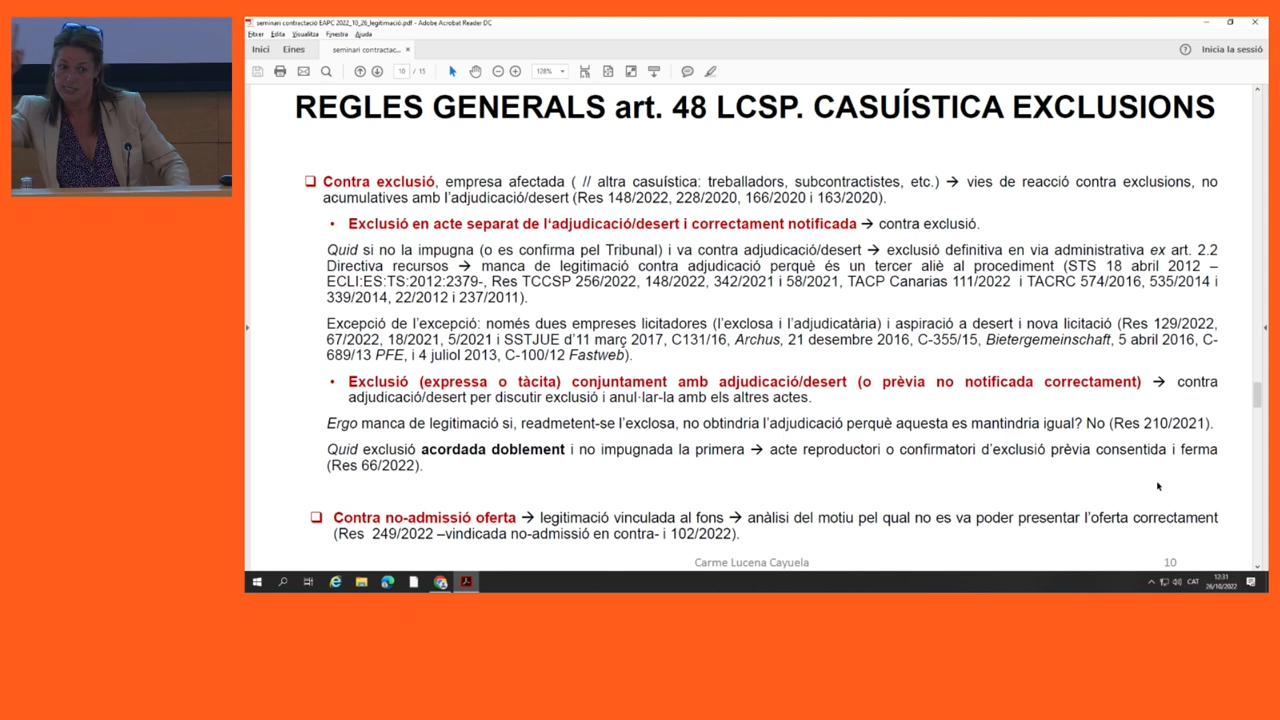 seminari contractació EAPC 2022_10_26_legitimació.pdf - Adobe Acrobat Reader DC
Fitxer Edita Visualitza Finestra Ajuda
Inici Eines seminari contractac... × Inicia la sessió
10 / 15 128%
REGLES GENERALS art. 48 LCSP. CASUÍSTICA EXCLUSIONS
❑ Contra exclusió, empresa afectada ( // altra casuística: treballadors, subcontractistes, etc.) → vies de reacció contra exclusions, no
acumulatives amb l'adjudicació/desert (Res 148/2022, 228/2020, 166/2020 i 163/2020).
• Exclusió en acte separat de l'adjudicació/desert i correctament notificada → contra exclusió.
Quid si no la impugna (o es confirma pel Tribunal) i va contra adjudicació/desert → exclusió definitiva en via administrativa ex art. 2.2
Directiva recursos → manca de legitimació contra adjudicació perquè és un tercer aliè al procediment (STS 18 abril 2012 –
ECLI:ES:TS:2012:2379-, Res TCCSP 256/2022, 148/2022, 342/2021 i 58/2021, TACP Canarias 111/2022 i TACRC 574/2016, 535/2014 i
339/2014, 22/2012 i 237/2011).
Excepció de l'excepció: només dues empreses licitadores (l'exclosa i l'adjudicatària) i aspiració a desert i nova licitació (Res 129/2022,
67/2022, 18/2021, 5/2021 i SSTJUE d'11 març 2017, C131/16, Archus, 21 desembre 2016, C-355/15, Bietergemeinschaft, 5 abril 2016, C-
689/13 PFE, i 4 juliol 2013, C-100/12 Fastweb).
• Exclusió (expressa o tàcita) conjuntament amb adjudicació/desert (o prèvia no notificada correctament) → contra
adjudicació/desert per discutir exclusió i anul·lar-la amb els altres actes.
Ergo manca de legitimació si, readmetent-se l'exclosa, no obtindria l'adjudicació perquè aquesta es mantindria igual? No (Res 210/2021).
Quid exclusió acordada doblement i no impugnada la primera → acte reproductori o confirmatori d'exclusió prèvia consentida i ferma
(Res 66/2022).
❑ Contra no-admissió oferta → legitimació vinculada al fons → anàlisi del motiu pel qual no es va poder presentar l'oferta correctament
(Res 249/2022 –vindicada no-admissió en contra- i 102/2022).
Carme Lucena Cayuela 10
CAT 12:31
26/10/2022